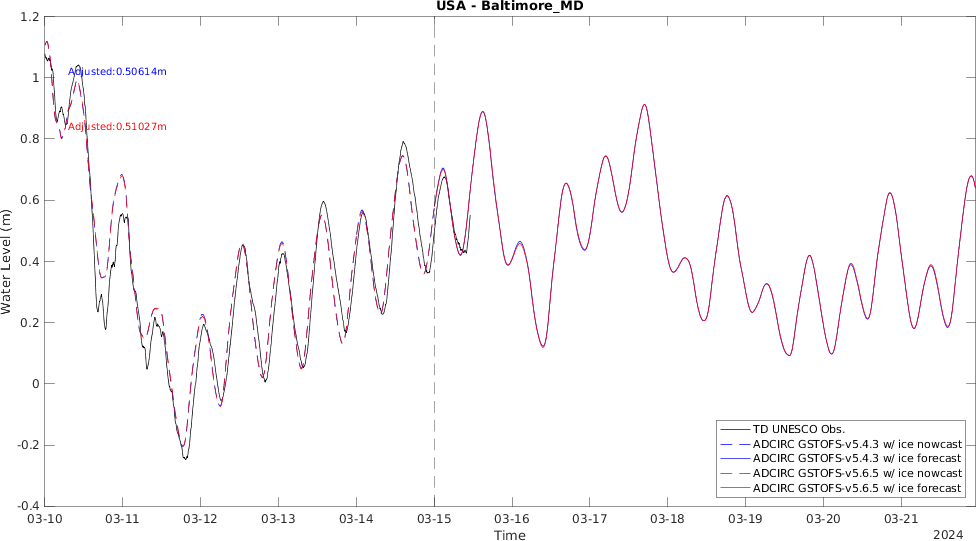 USA - Baltimore_MD
1.2
1
0.8
0.6
0.4
0.2
0
-0.2
-0.4
Water Level (m)
Adjusted:0.50614m
Adjusted:0.51027m
TD UNESCO Obs.
ADCIRC GSTOFS-v5.4.3 w/ ice nowcast
ADCIRC GSTOFS-v5.4.3 w/ ice forecast
ADCIRC GSTOFS-v5.6.5 w/ ice nowcast
ADCIRC GSTOFS-v5.6.5 w/ ice forecast
03-10 03-11 03-12 03-13 03-14 03-15 03-16 03-17 03-18 03-19 03-20 03-21
Time
2024